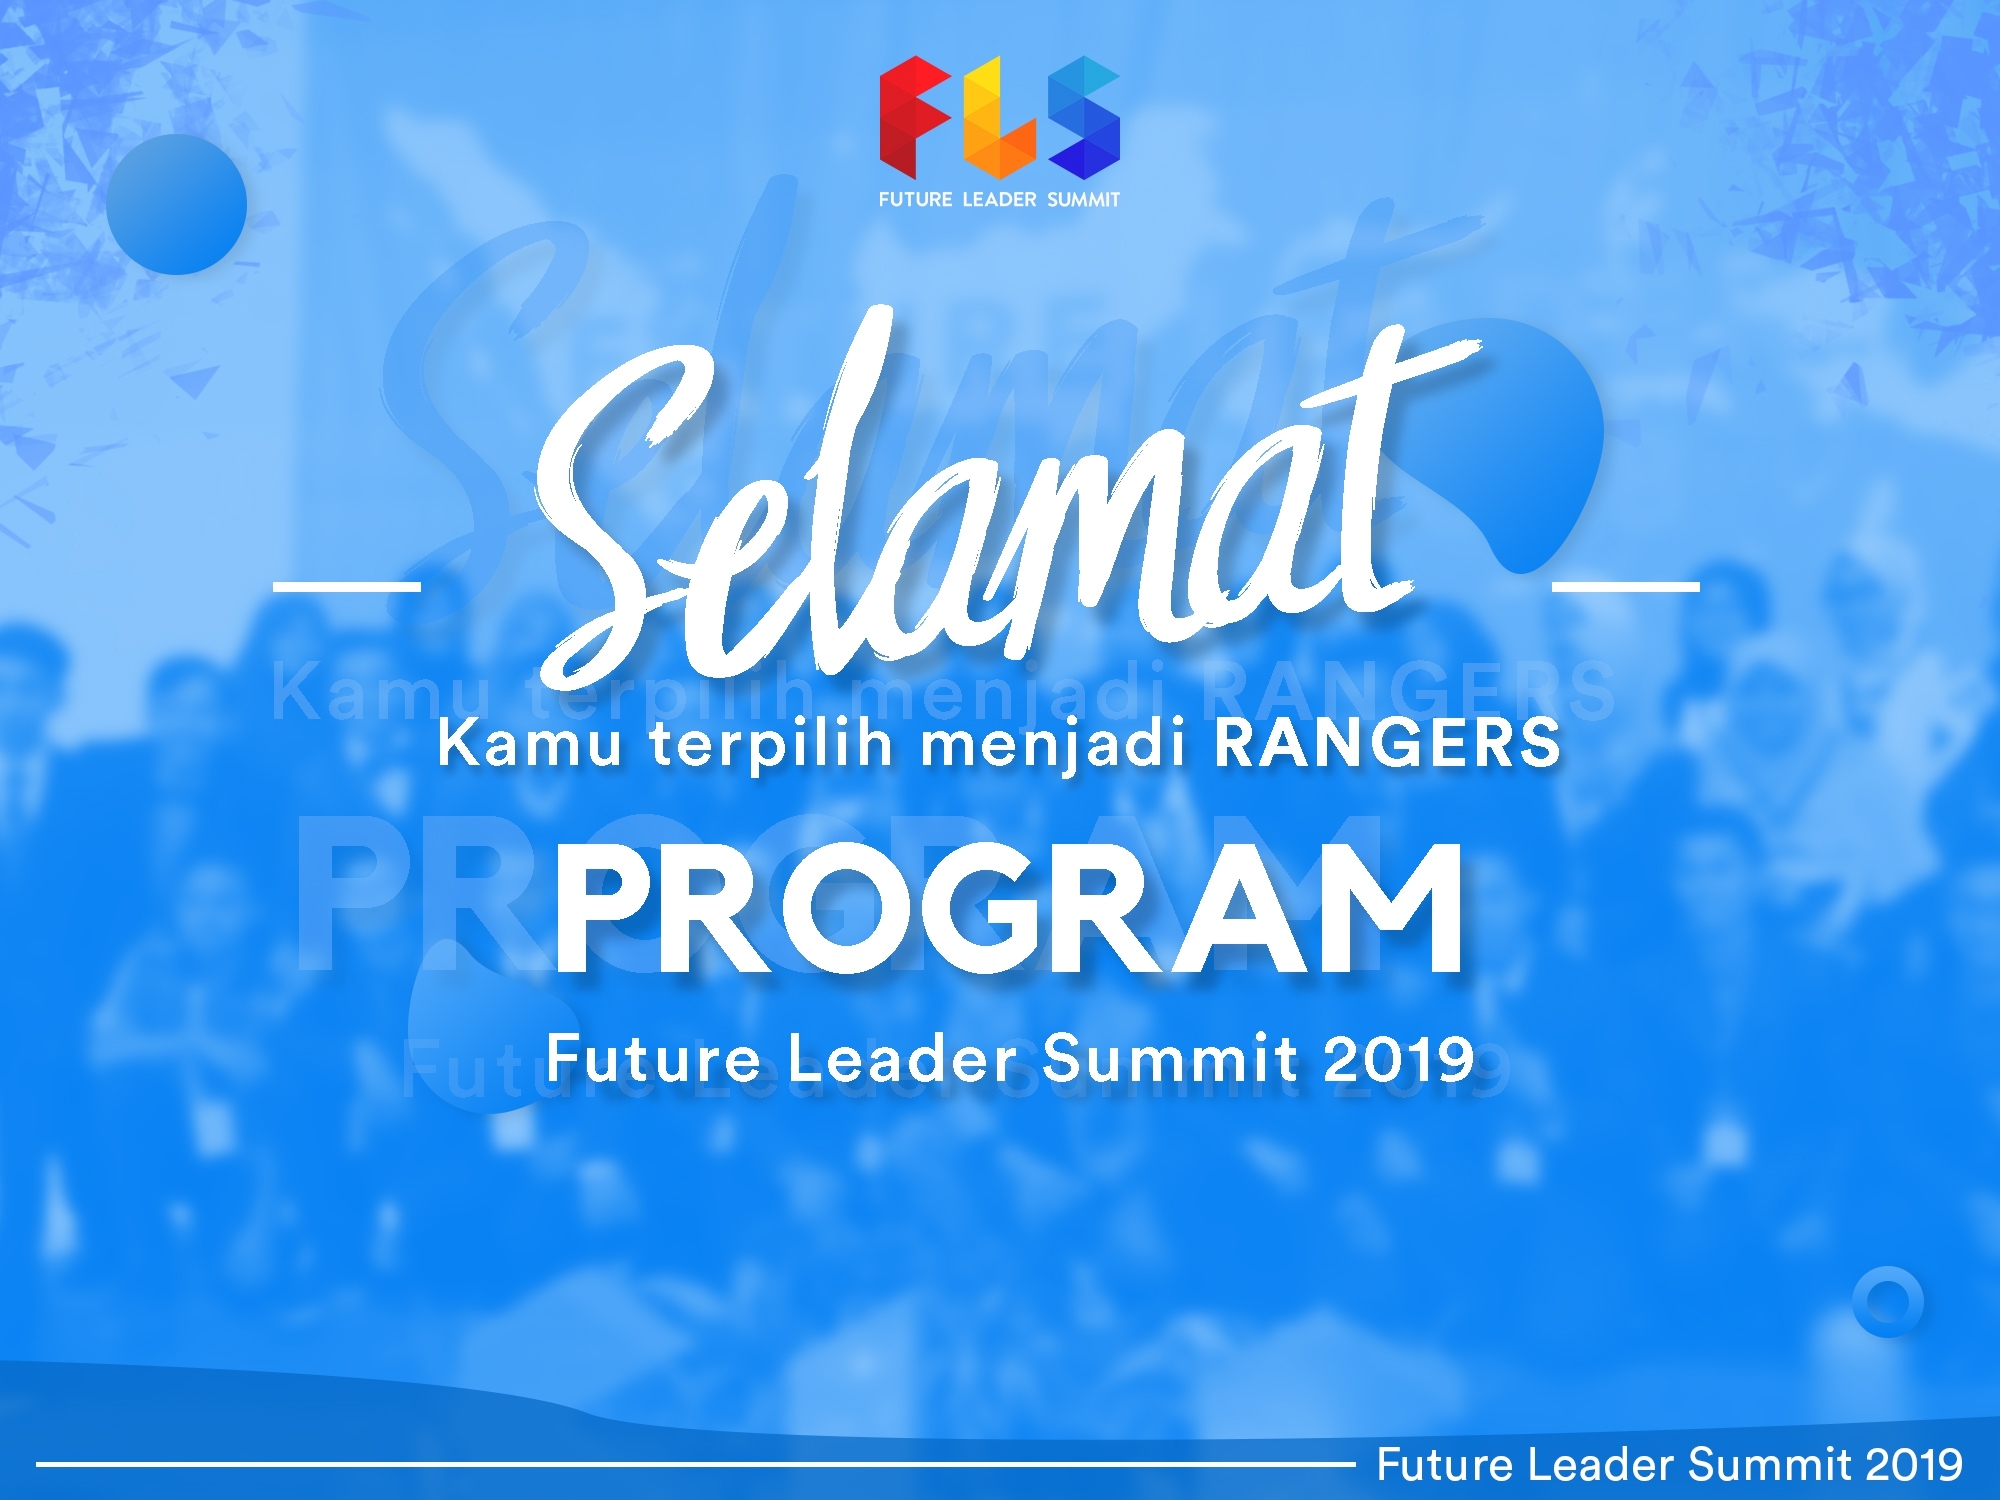 FLS
FUTURE LEADER SUMMIT
Selamat
Kamu terpilih menjadi RANGERS
PROGRAM
Future Leader Summit 2019
Future Leader Summit 2019